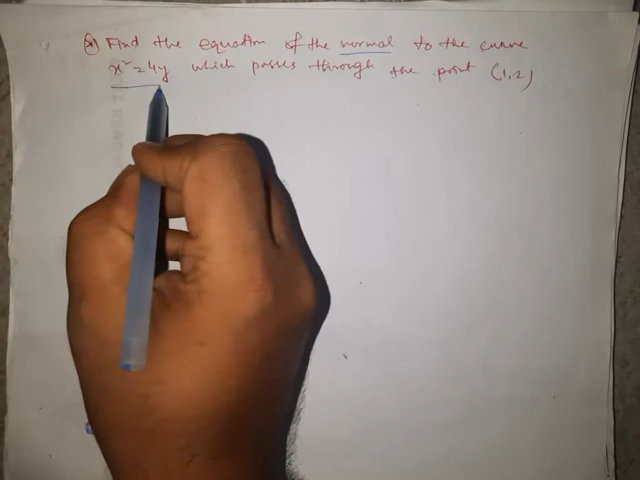 Q) Find the equation of the normal to the curve
x² = 4y which passes through the point (1,2)